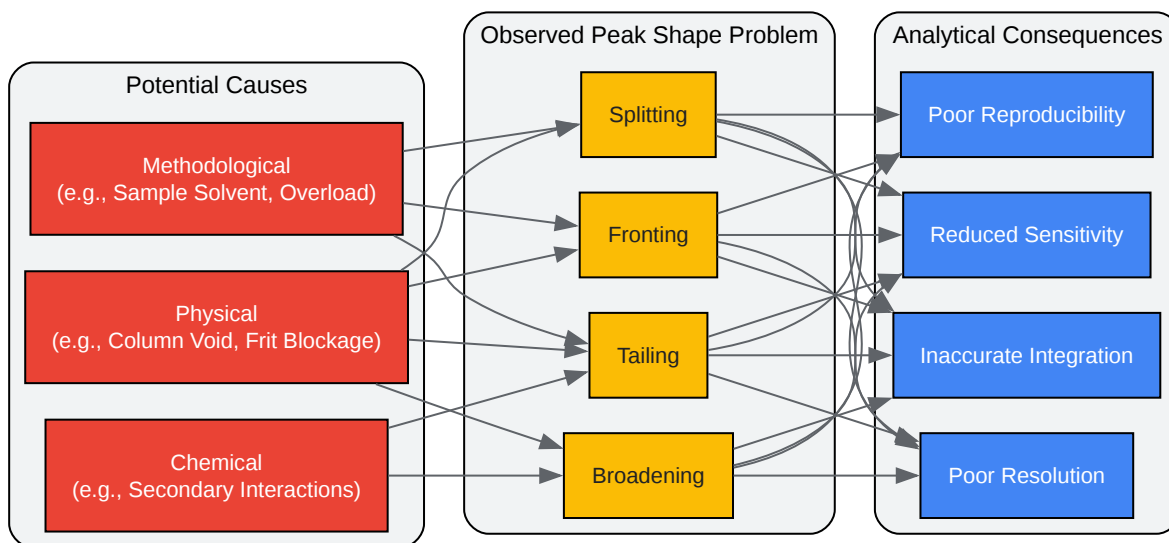 Potential Causes
Methodological
(e.g., Sample Solvent, Overload)
Physical
(e.g., Column Void, Frit Blockage)
Chemical
(e.g., Secondary Interactions)
Observed Peak Shape Problem
Splitting
Fronting
Tailing
Broadening
Analytical Consequences
Poor Reproducibility
Reduced Sensitivity
Inaccurate Integration
Poor Resolution